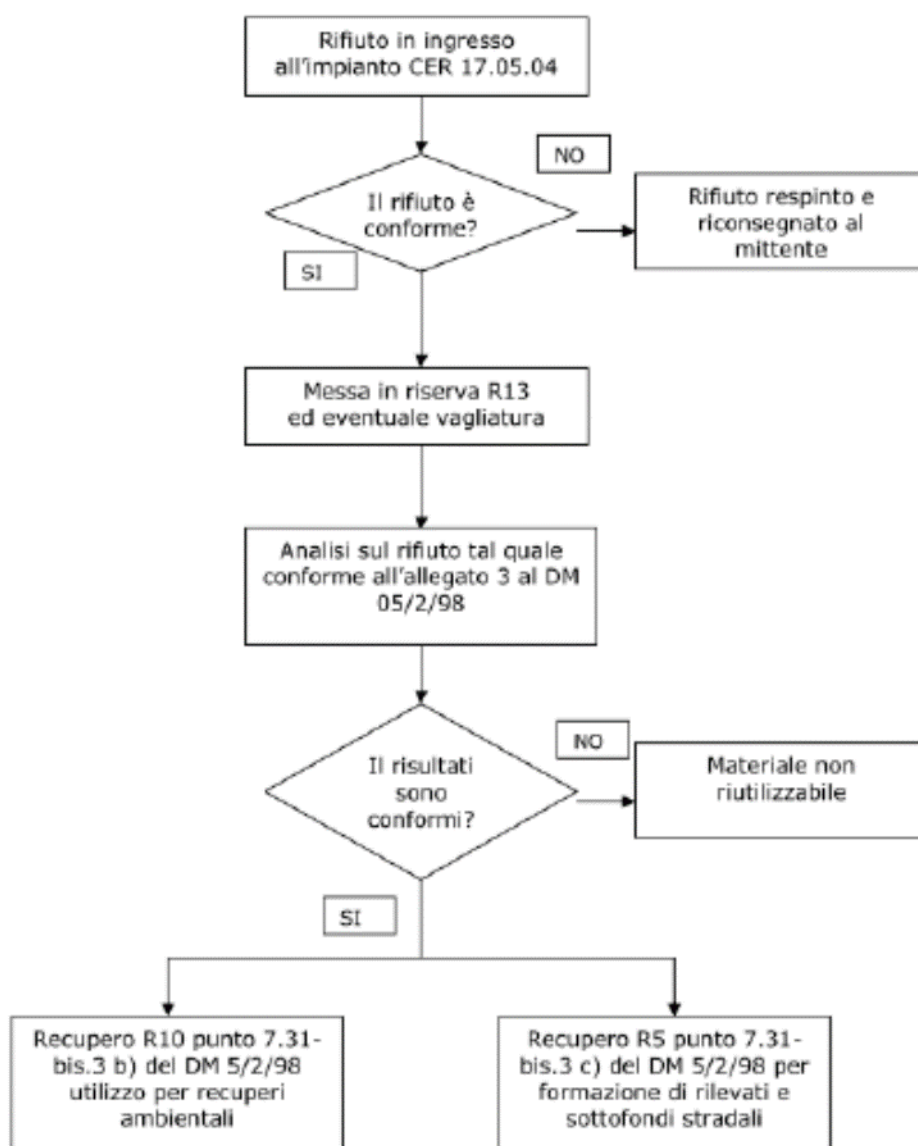 Rifiuto in ingresso
all'impianto CER 17.05.04
NO
Il rifiuto è
conforme?
Rifiuto respinto e
riconsegnato al
mittente
SI
Messa in riserva R13
ed eventuale vagliatura
Analisi sul rifiuto tal quale
conforme all'allegato 3 al DM
05/2/98
NO
Il risultati
sono
conformi?
Materiale non
riutilizzabile
SI
Recupero R10 punto 7.31-
bis.3 b) del DM 5/2/98
utilizzo per recuperi
ambientali
Recupero R5 punto 7.31-
bis.3 c) del DM 5/2/98 per
formazione di rilevati e
sottofondi stradali